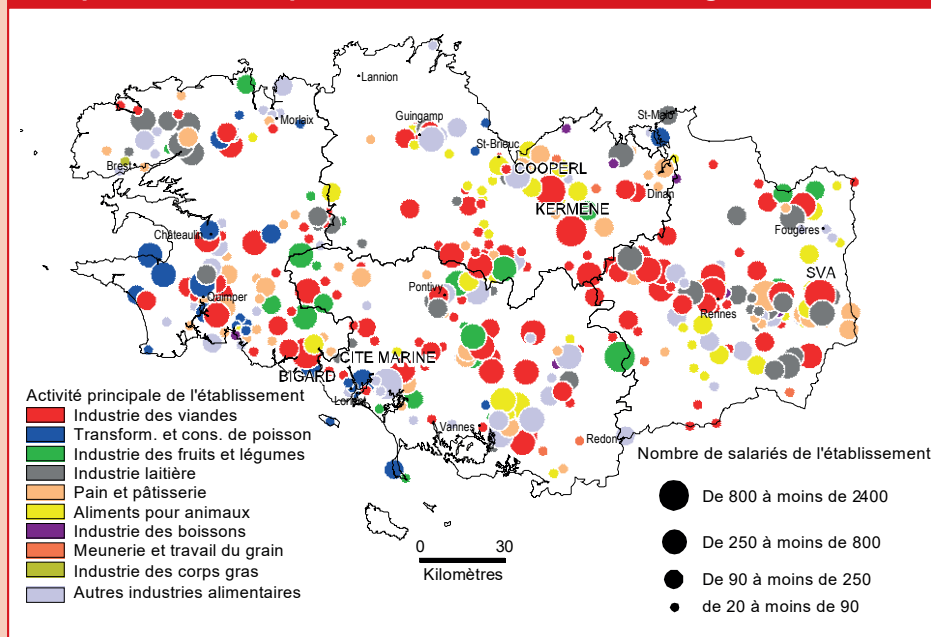 Lannion
Morlaix
Guingamp
St-Malo
Brest
St-Brieuc
COOPERL
Dinan
KERMENE
Châteaulin
Fougères
SVA
Pontivy
Quimper
Rennes
CITE MARINE
BIGARD
Lorient
Vannes
Redon
Activité principale de l'établissement
Industrie des viandes
Transform. et cons. de poisson
Industrie des fruits et légumes
Industrie laitière
Pain et pâtisserie
Aliments pour animaux
Industrie des boissons
Meunerie et travail du grain
Industrie des corps gras
Autres industries alimentaires
0 30
Kilomètres
Nombre de salariés de l'établissement
De 800 à moins de 2400
De 250 à moins de 800
De 90 à moins de 250
de 20 à moins de 90